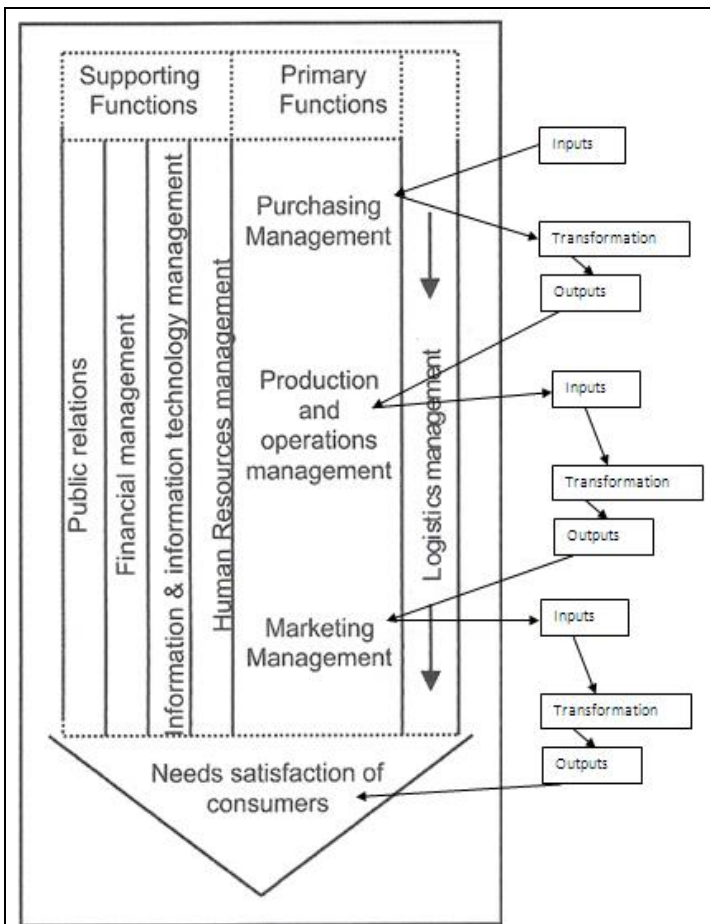 Supporting
Functions
Primary
Functions
Public relations
Financial management
Information & information technology management
Human Resources management
Purchasing
Management
Production
and
operations
management
Marketing
Management
Logistics management
Needs satisfaction of
consumers
Inputs
Transformation
Outputs
Inputs
Transformation
Outputs
Inputs
Transformation
Outputs